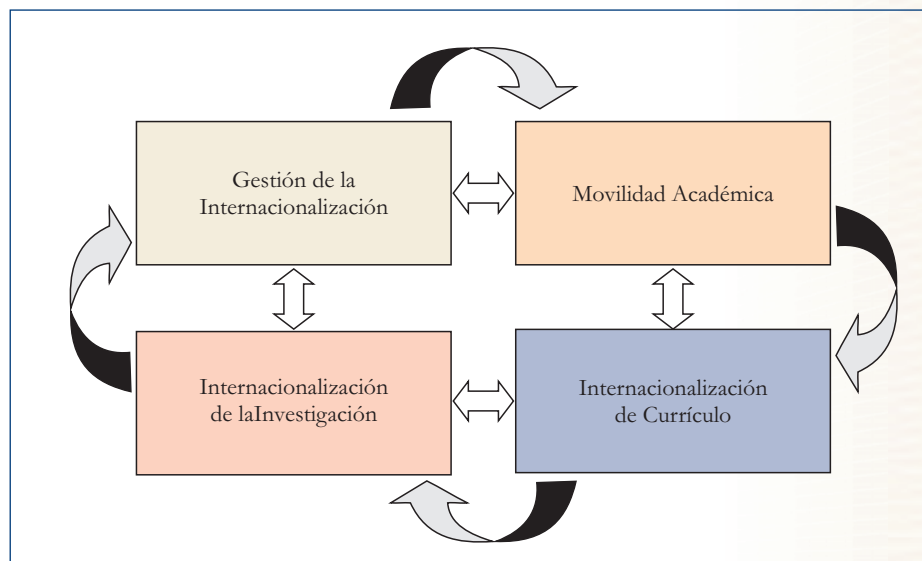 Gestión de la
Internacionalización
Movilidad Académica
Internacionalización
de laInvestigación
Internacionalización
de Currículo